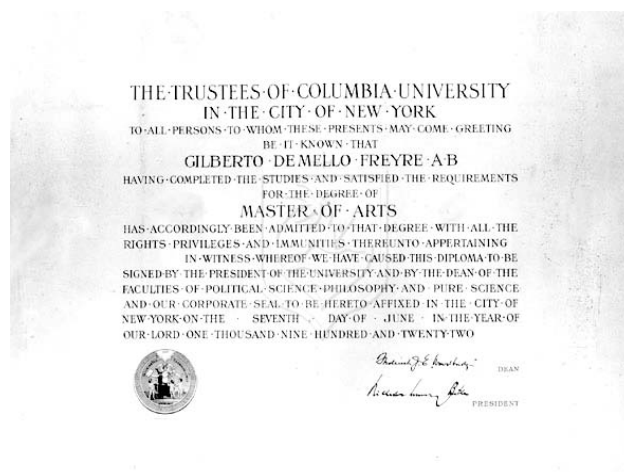 THE·TRUSTEES·OF·COLUMBIA·UNIVERSITY
IN·THE·CITY·OF·NEW·YORK
TO·ALL·PERSONS·TO·WHOM·THESE·PRESENTS·MAY·COME·GREETING
BE·IT·KNOWN·THAT
GILBERTO·DE MELLO·FREYRE·A·B
HAVING·COMPLETED·THE·STUDIES·AND·SATISFIED·THE·REQUIREMENTS
FOR·THE·DEGREE·OF
MASTER·OF·ARTS
HAS·ACCORDINGLY·BEEN·ADMITTED·TO·THAT·DEGREE·WITH·ALL·THE
RIGHTS·PRIVILEGES·AND·IMMUNITIES·THEREUNTO·APPERTAINING
IN·WITNESS·WHEREOF·WE·HAVE·CAUSED·THIS·DIPLOMA·TO·BE
SIGNED·BY·THE·PRESIDENT·OF·THE·UNIVERSITY·AND·BY·THE·DEAN·OF·THE
FACULTIES·OF·POLITICAL·SCIENCE·PHILOSOPHY·AND·PURE·SCIENCE
AND·OUR·CORPORATE·SEAL·TO·BE·HERETO·AFFIXED·IN·THE·CITY·OF
NEW·YORK·ON·THE · SEVENTH · DAY·OF · JUNE · IN·THE·YEAR·OF
OUR·LORD·ONE·THOUSAND·NINE·HUNDRED·AND·TWENTY·TWO
DEAN
PRESIDENT